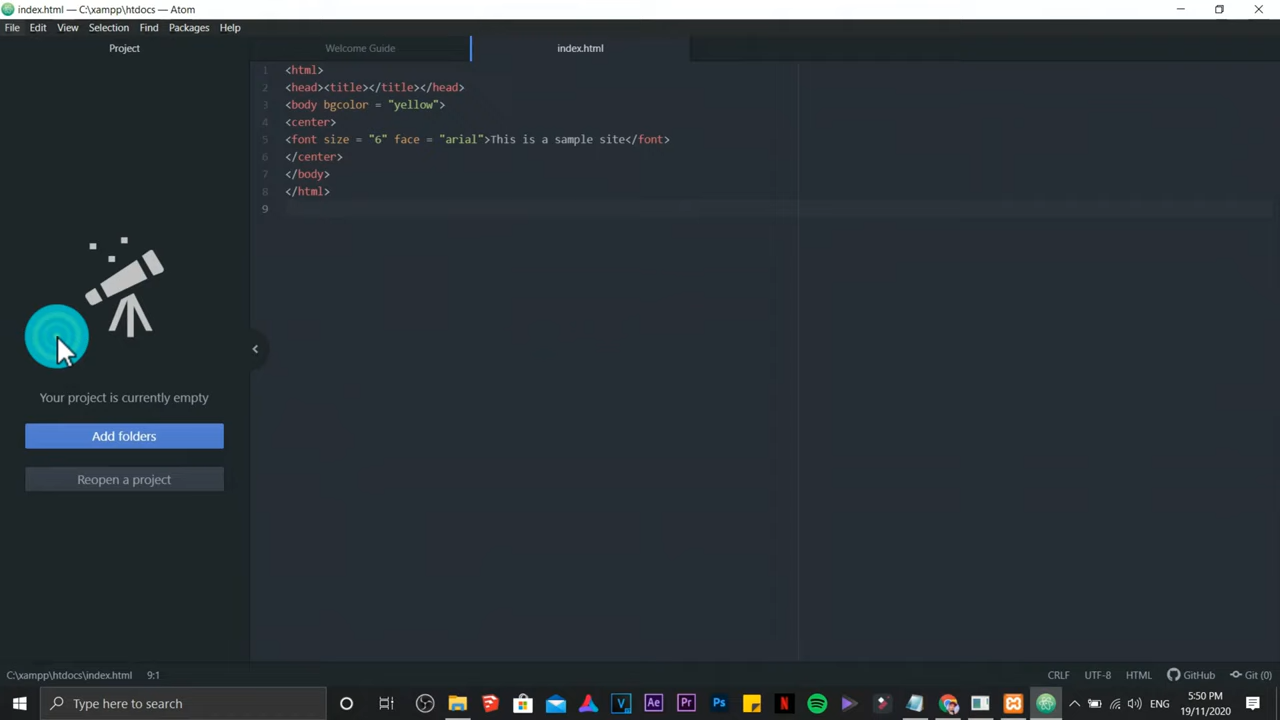 index.html — C:\xampp\htdocs — Atom
File Edit View Selection Find Packages Help
Project
Welcome Guide
index.html
1 <html>
2 <head><title></title></head>
3 <body bgcolor = "yellow">
4 <center>
5 <font size = "6" face = "arial">This is a sample site</font>
6 </center>
7 </body>
8 </html>
9
Your project is currently empty
Add folders
Reopen a project
C:\xampp\htdocs\index.html 9:1
CRLF UTF-8 HTML GitHub Git (0)
Type here to search
Ae Pr Ps N
ENG
5:50 PM
19/11/2020